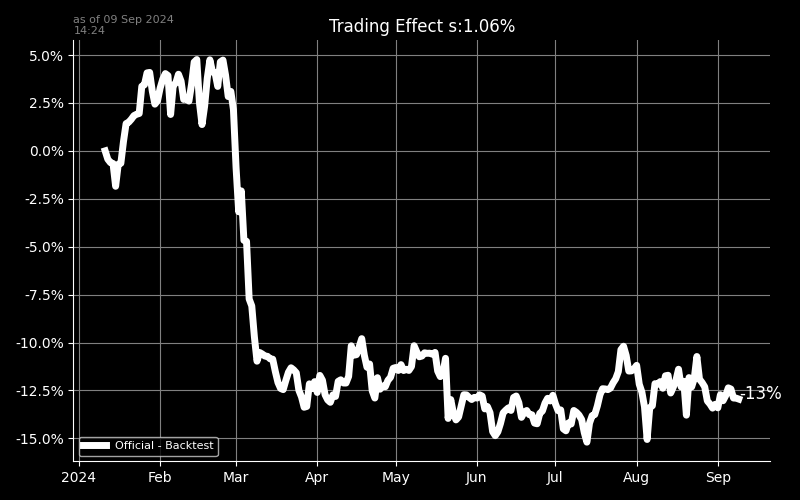 as of 09 Sep 2024
14:24
Trading Effect s:1.06%
5.0%
2.5%
0.0%
-2.5%
-5.0%
-7.5%
-10.0%
-12.5%
-15.0%
-13%
Official - Backtest
2024 Feb Mar Apr May Jun Jul Aug Sep